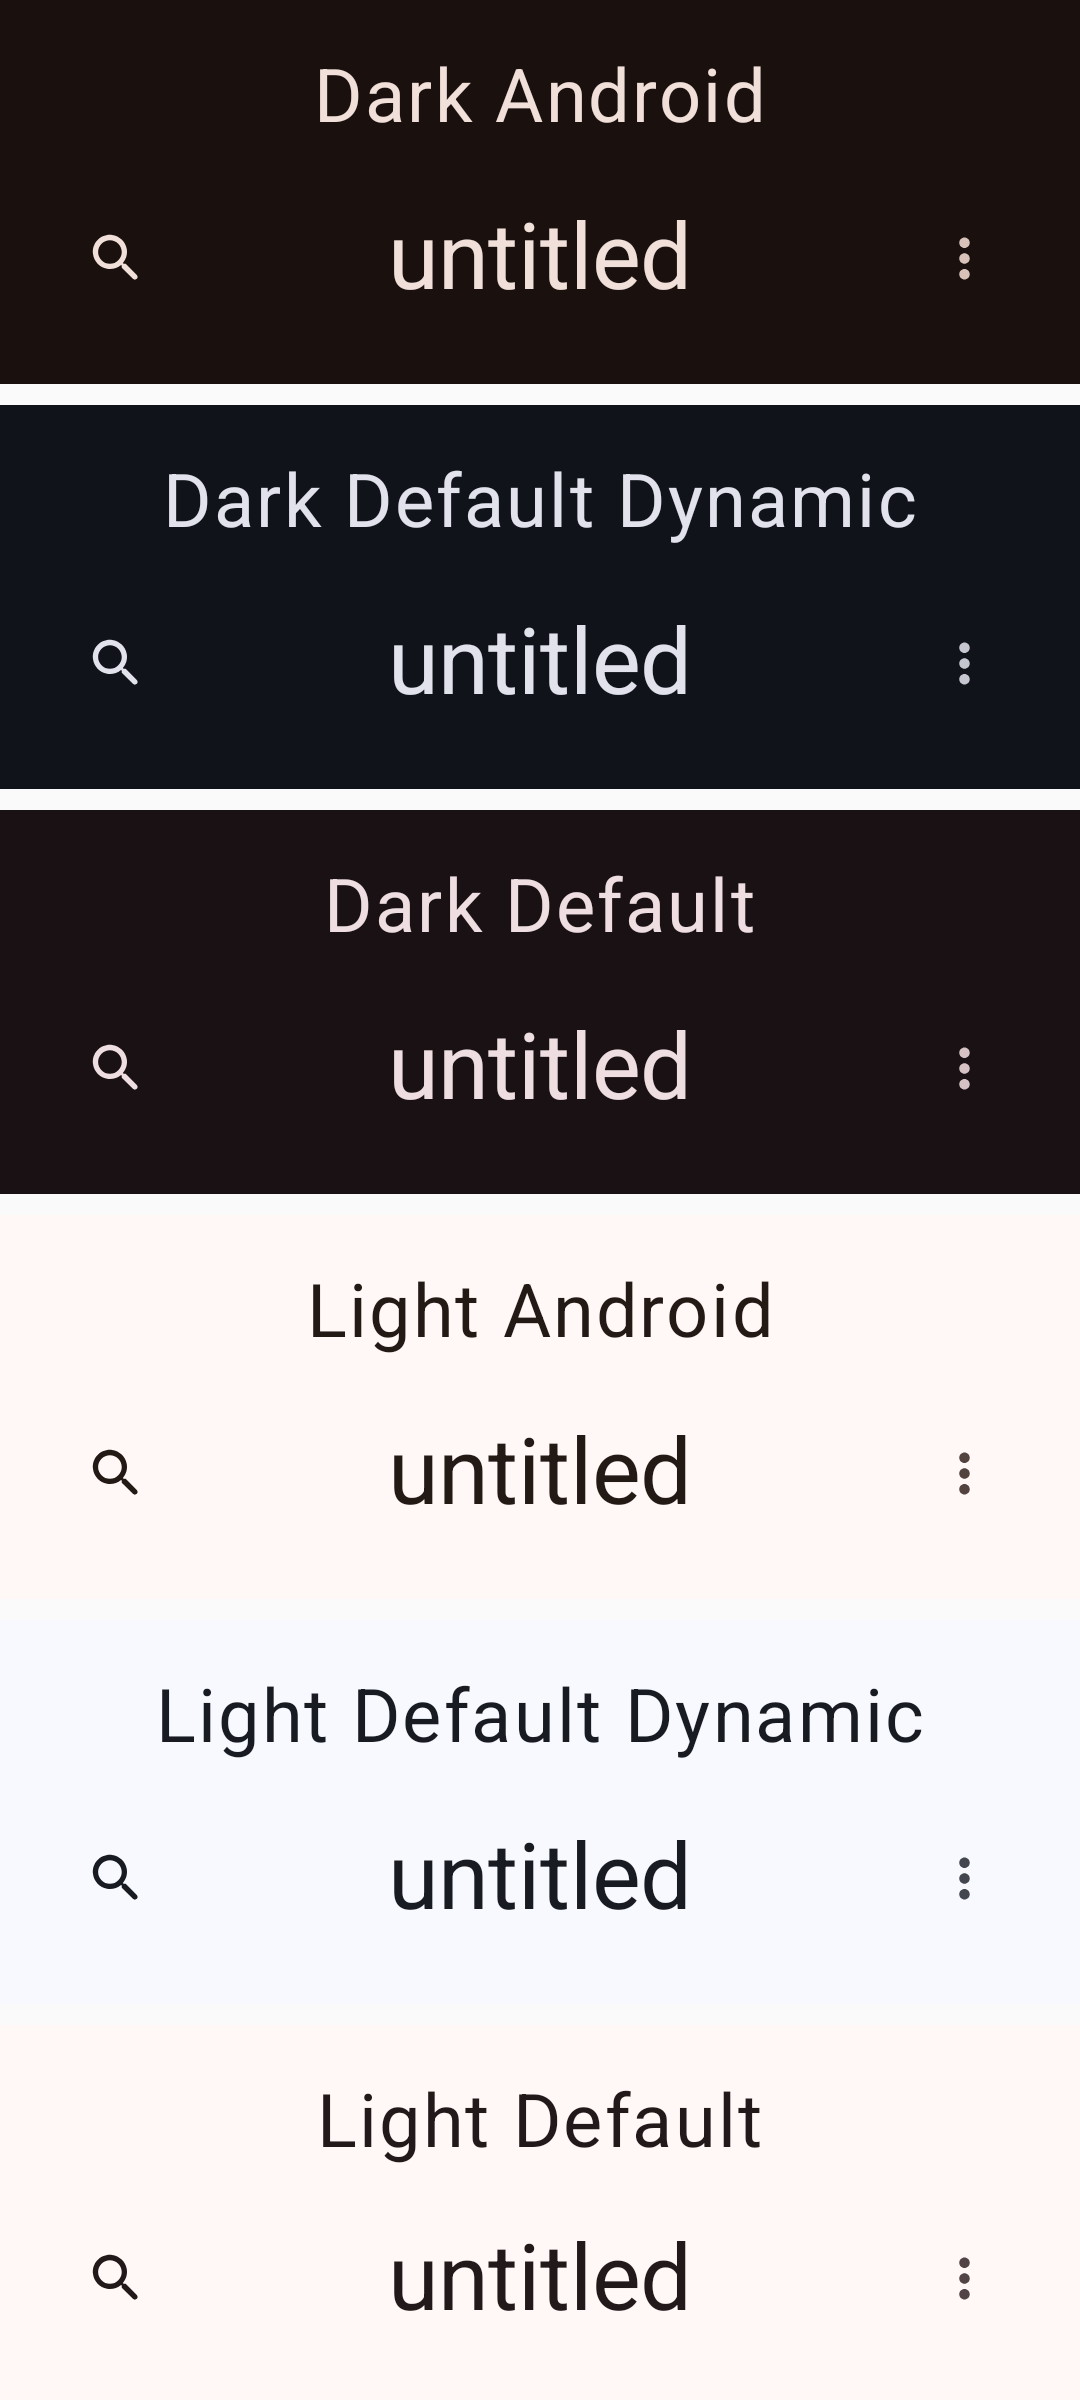 Dark Android
untitled
Dark Default Dynamic
untitled
Dark Default
untitled
Light Android
untitled
Light Default Dynamic
untitled
Light Default
untitled